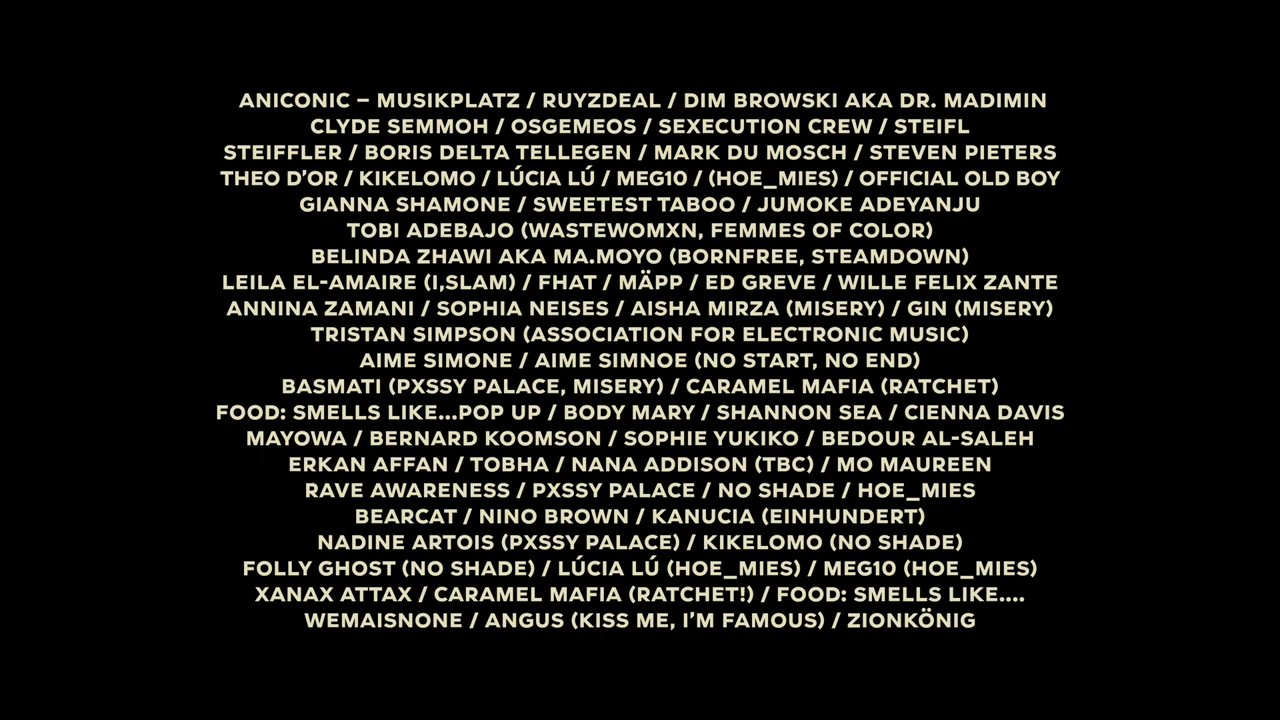 ANICONIC – MUSIKPLATZ / RUYZDEAL / DIM BROWSKI AKA DR. MADIMIN
CLYDE SEMMOH / OSGEMEOS / SEXECUTION CREW / STEIFL
STEIFFLER / BORIS DELTA TELLEGEN / MARK DU MOSCH / STEVEN PIETERS
THEO D’OR / KIKELOMO / LÚCIA LÚ / MEG10 / (HOE_MIES) / OFFICIAL OLD BOY
GIANNA SHAMONE / SWEETEST TABOO / JUMOKE ADEYANJU
TOBI ADEBAJO (WASTEWOMXN, FEMMES OF COLOR)
BELINDA ZHAWI AKA MA.MOYO (BORNFREE, STEAMDOWN)
LEILA EL-AMAIRE (I,SLAM) / FHAT / MÄPP / ED GREVE / WILLE FELIX ZANTE
ANNINA ZAMANI / SOPHIA NEISES / AISHA MIRZA (MISERY) / GIN (MISERY)
TRISTAN SIMPSON (ASSOCIATION FOR ELECTRONIC MUSIC)
AIME SIMONE / AIME SIMNOE (NO START, NO END)
BASMATI (PXSSY PALACE, MISERY) / CARAMEL MAFIA (RATCHET)
FOOD: SMELLS LIKE...POP UP / BODY MARY / SHANNON SEA / CIENNA DAVIS
MAYOWA / BERNARD KOOMSON / SOPHIE YUKIKO / BEDOUR AL-SALEH
ERKAN AFFAN / TOBHA / NANA ADDISON (TBC) / MO MAUREEN
RAVE AWARENESS / PXSSY PALACE / NO SHADE / HOE_MIES
BEARCAT / NINO BROWN / KANUCIA (EINHUNDERT)
NADINE ARTOIS (PXSSY PALACE) / KIKELOMO (NO SHADE)
FOLLY GHOST (NO SHADE) / LÚCIA LÚ (HOE_MIES) / MEG10 (HOE_MIES)
XANAX ATTAX / CARAMEL MAFIA (RATCHET!) / FOOD: SMELLS LIKE....
WEMAISNONE / ANGUS (KISS ME, I’M FAMOUS) / ZIONKÖNIG